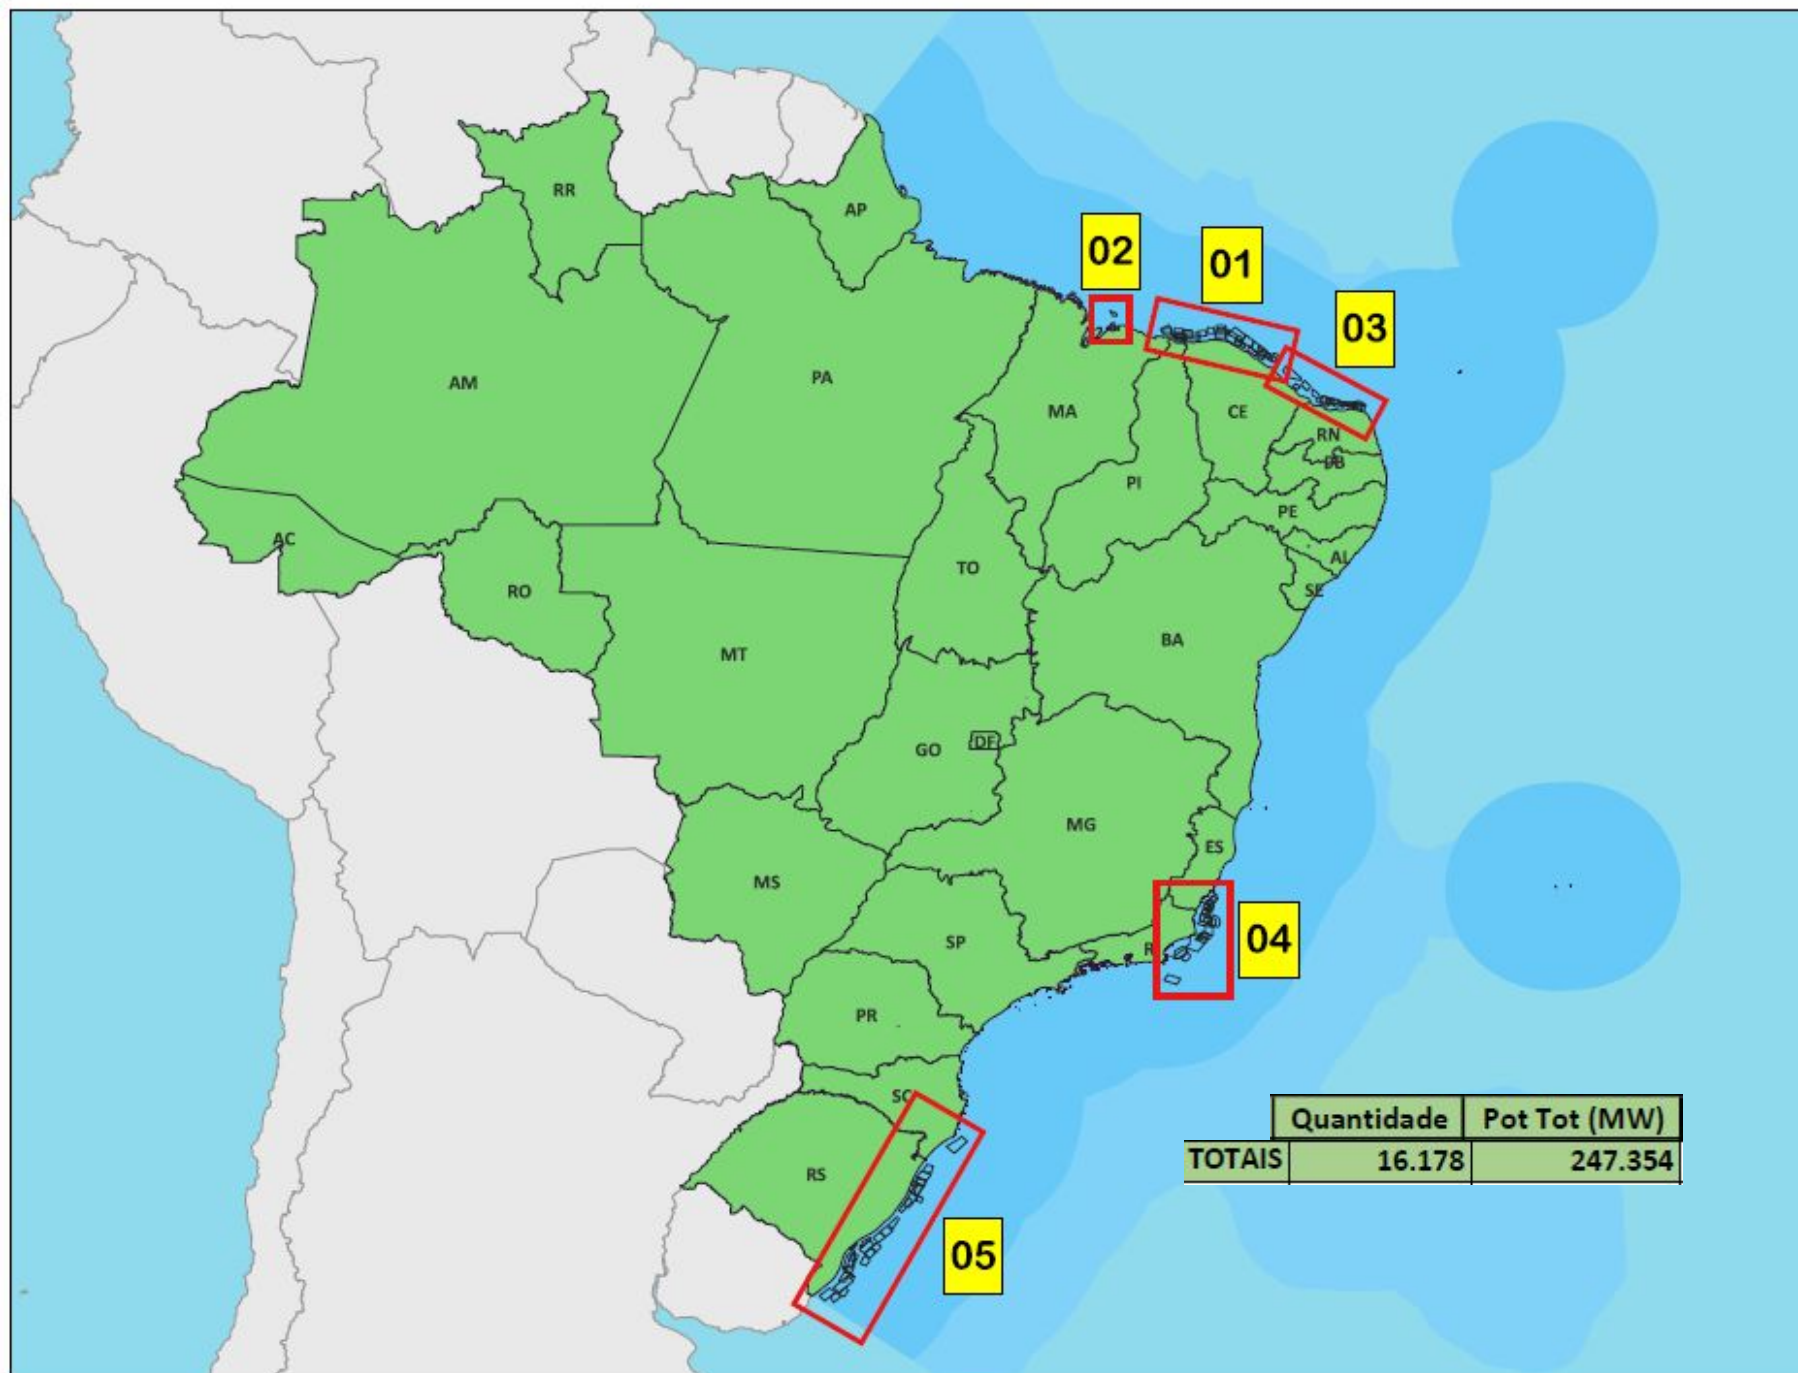 RR
AP
02
01
03
AM
PA
MA
CE
RN
PB
PI
PE
AC
AL
TO
SE
RO
BA
MT
GO
DF
MG
ES
MS
SP
R
04
PR
SC
Quantidade Pot Tot (MW)
TOTAIS 16.178 247.354
RS
05